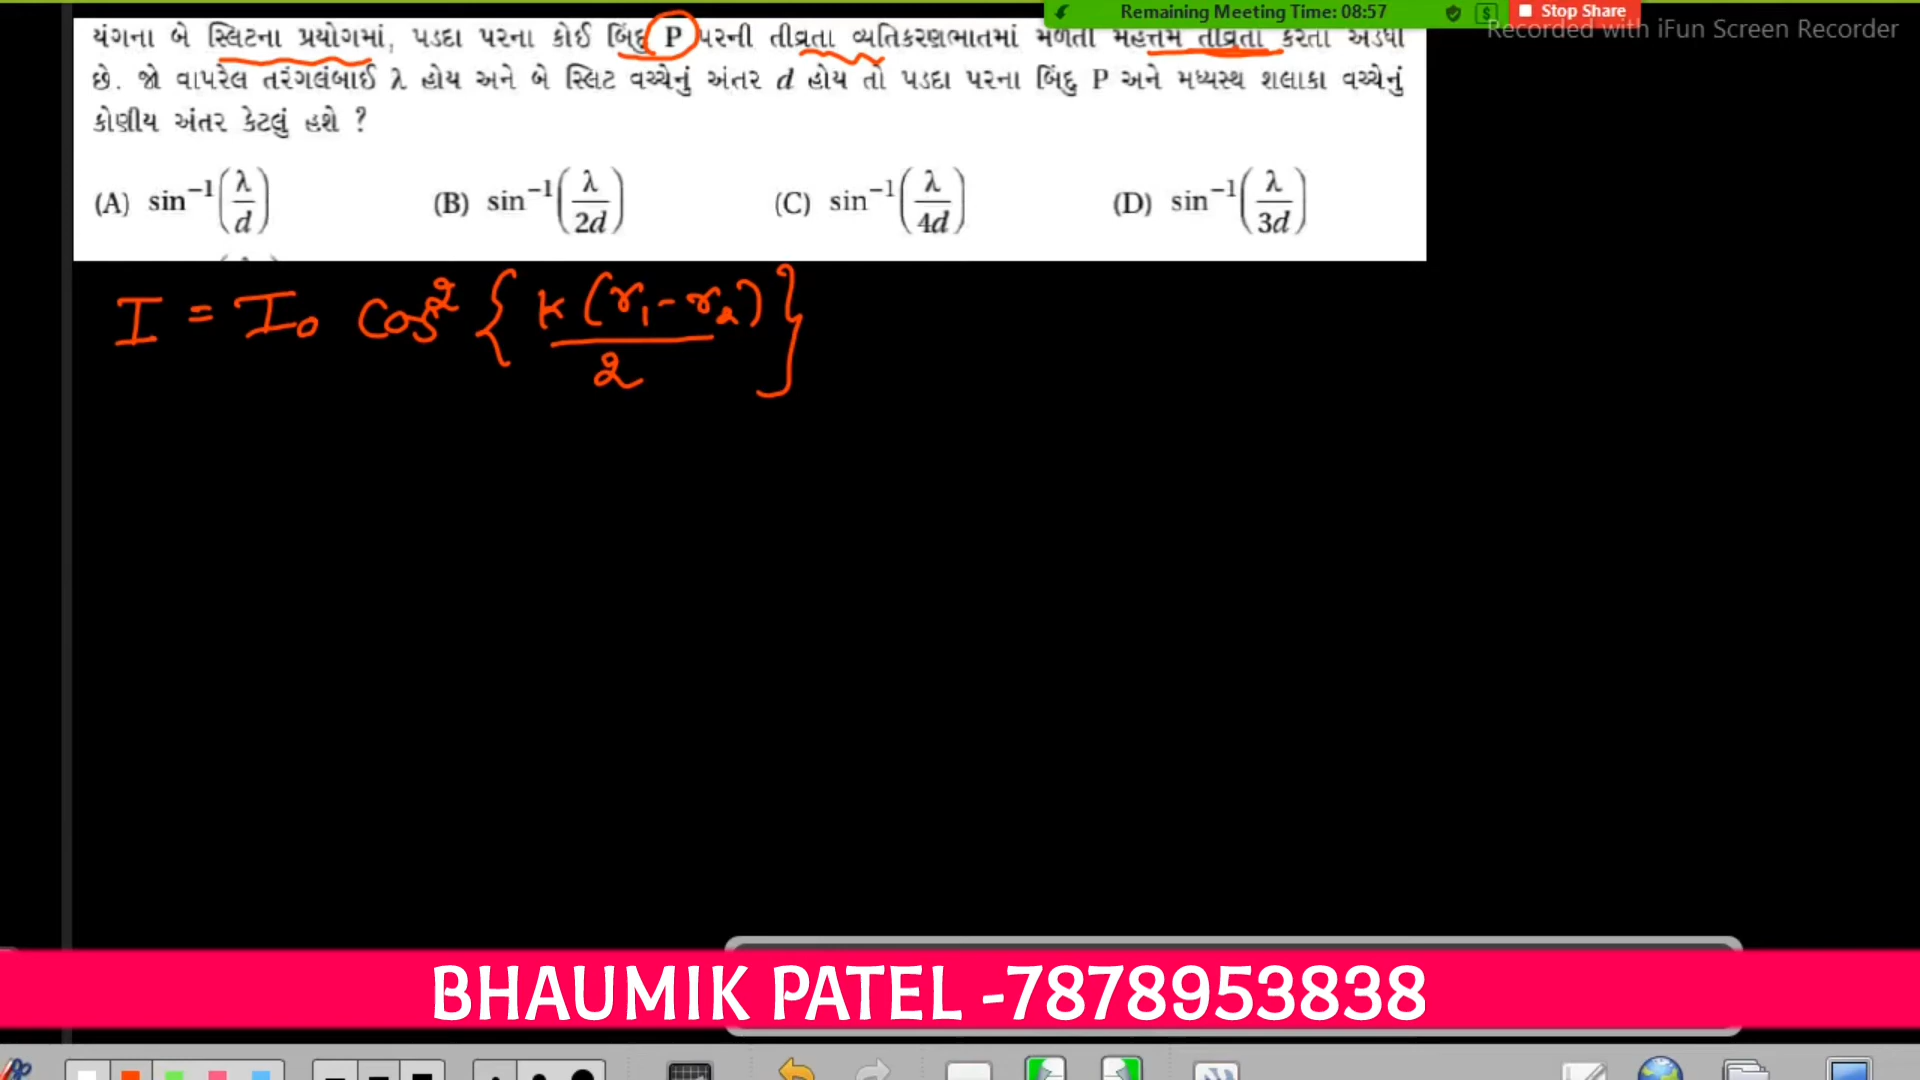 Remaining Meeting Time: 08:57
Stop Share
Recorded with iFun Screen Recorder
યંગના બે સ્લિટના પ્રયોગમાં, પડદા પરના કોઈ બિંદુ P પરની તીવ્રતા વ્યતિકરણભાતમાં મળતી મહત્તમ તીવ્રતા કરતાં અડધી
છે. જો વાપરેલ તરંગલંબાઈ λ હોય અને બે સ્લિટ વચ્ચેનું અંતર d હોય તો પડદા પરના બિંદુ P અને મધ્યસ્થ શલાકા વચ્ચેનું
કોણીય અંતર કેટલું હશે ?
(A) sin⁻¹(λ/d) (B) sin⁻¹(λ/2d) (C) sin⁻¹(λ/4d) (D) sin⁻¹(λ/3d)
I = I₀ Cos² { k(r₁-r₂)/2 }
BHAUMIK PATEL -7878953838